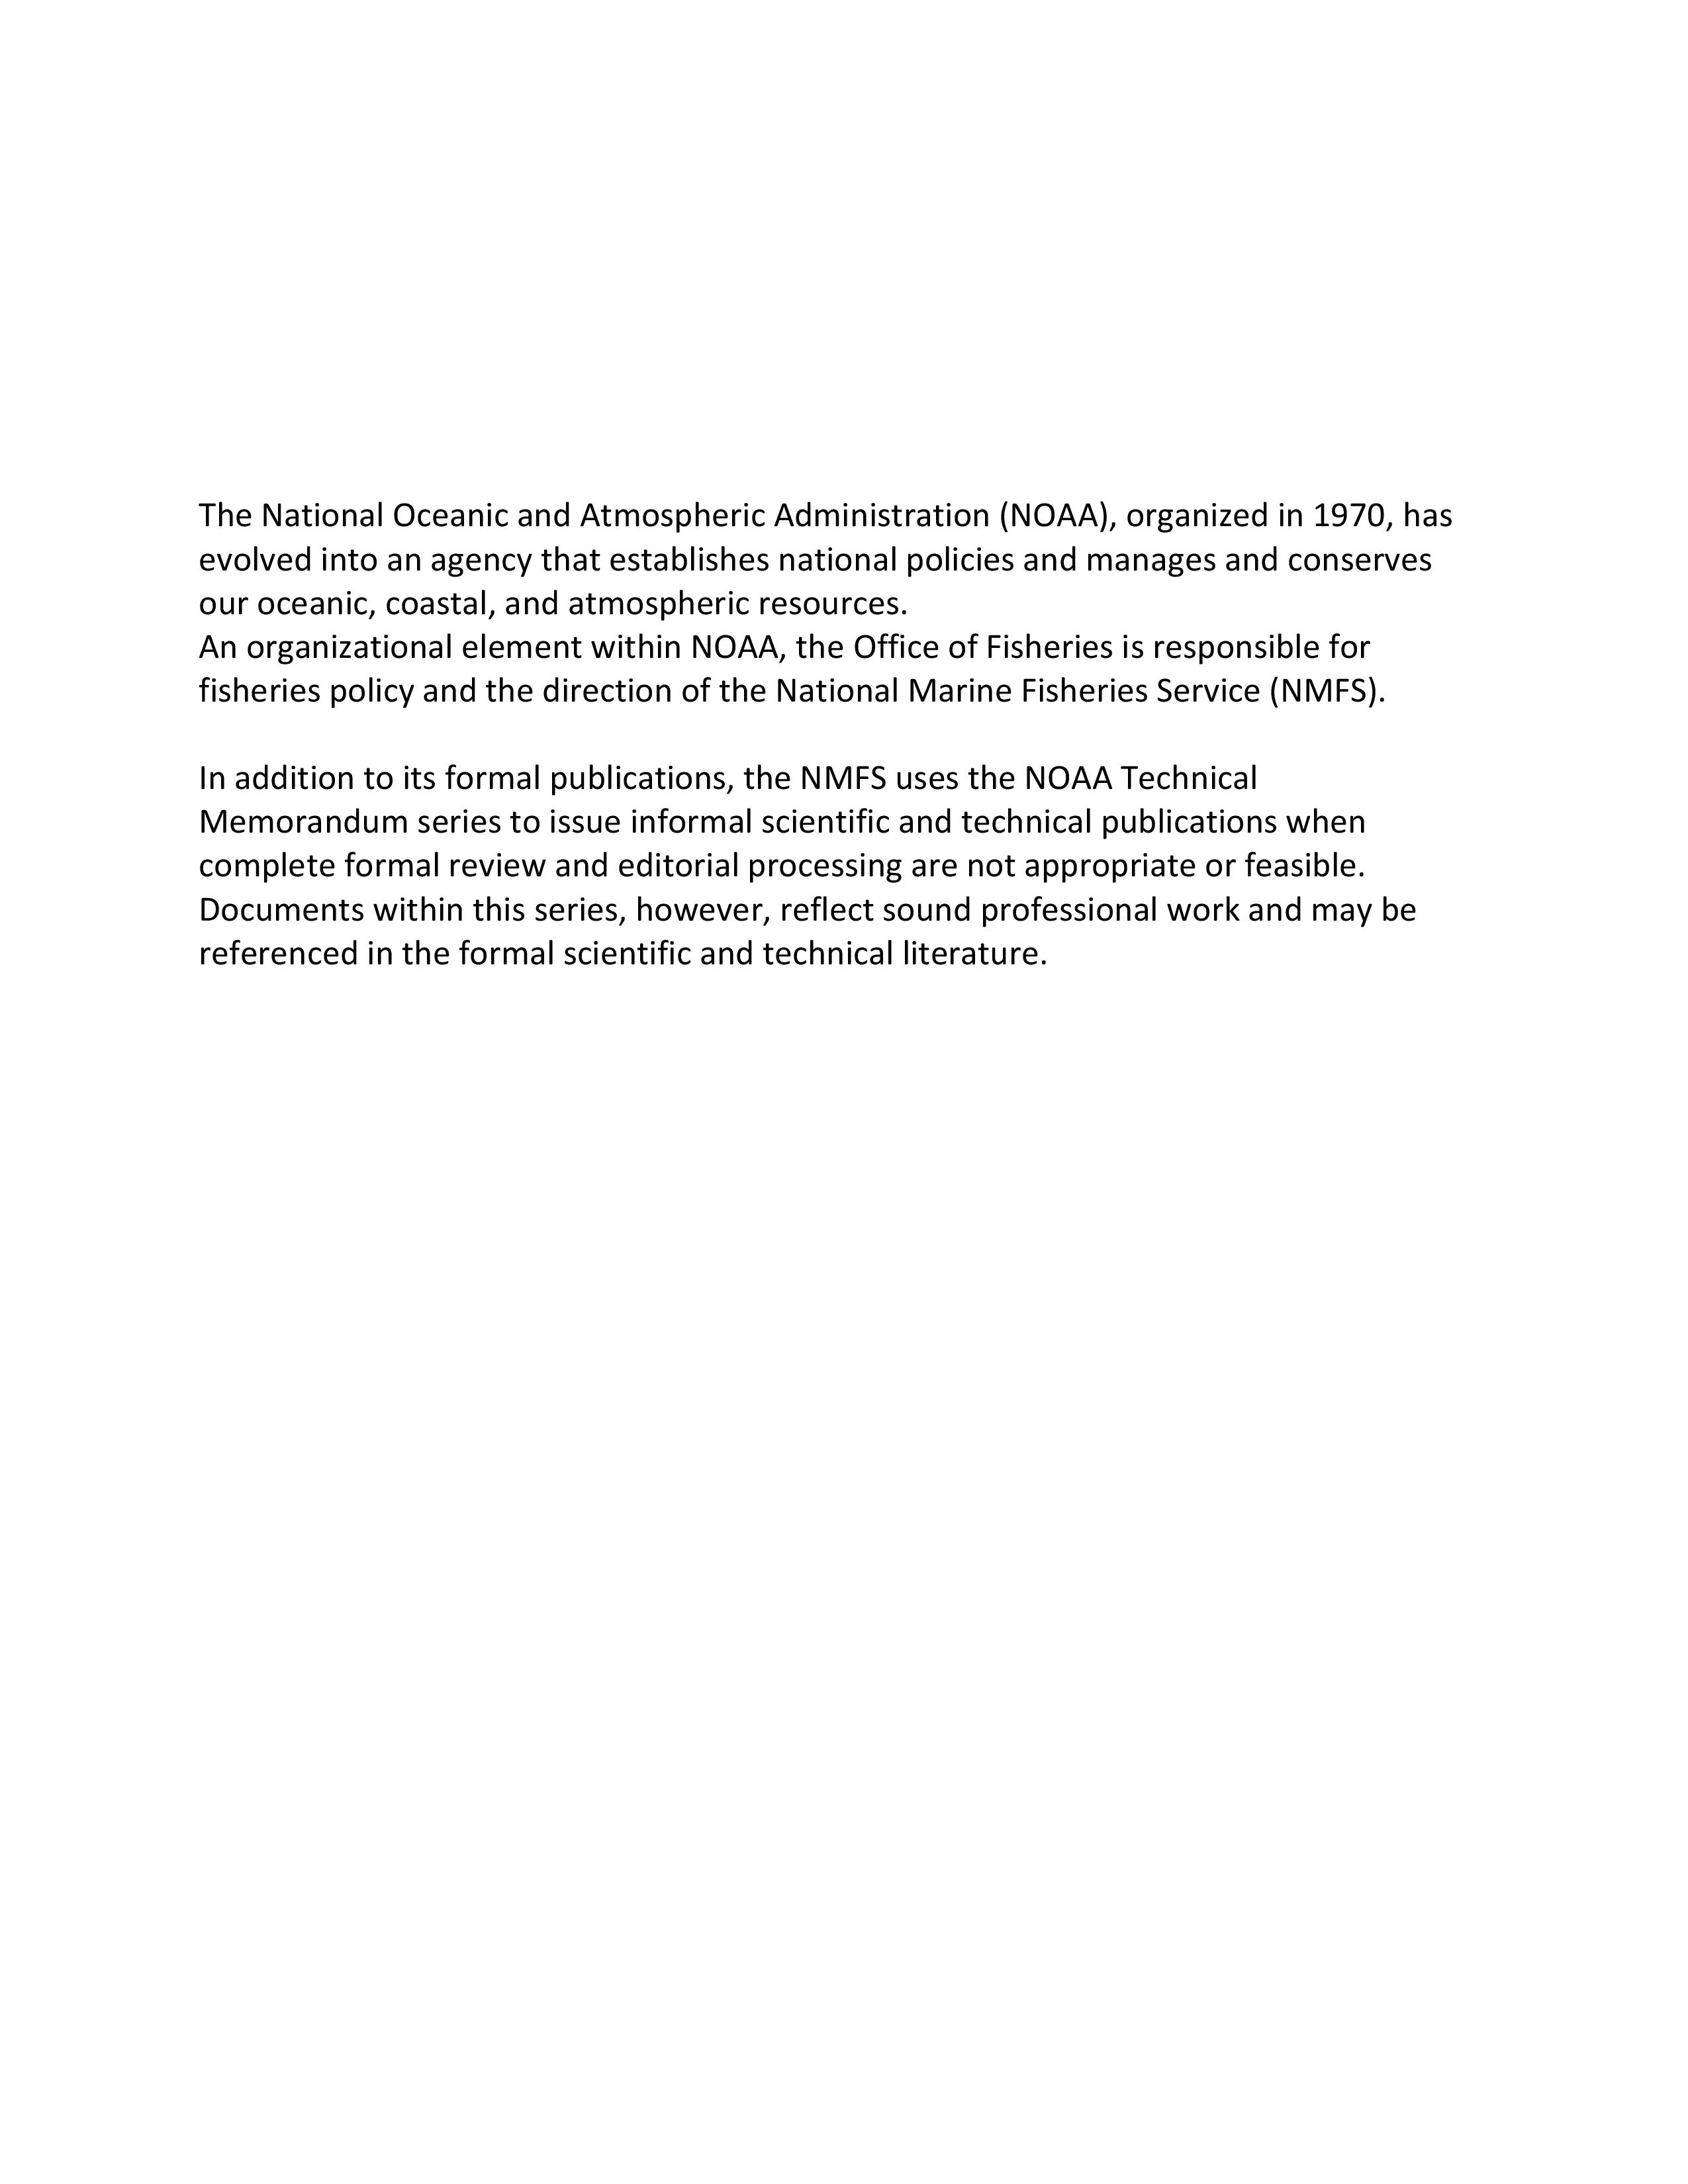 The National Oceanic and Atmospheric Administration (NOAA), organized in 1970, has
evolved into an agency that establishes national policies and manages and conserves
our oceanic, coastal, and atmospheric resources.
An organizational element within NOAA, the Office of Fisheries is responsible for
fisheries policy and the direction of the National Marine Fisheries Service (NMFS).
In addition to its formal publications, the NMFS uses the NOAA Technical
Memorandum series to issue informal scientific and technical publications when
complete formal review and editorial processing are not appropriate or feasible.
Documents within this series, however, reflect sound professional work and may be
referenced in the formal scientific and technical literature.